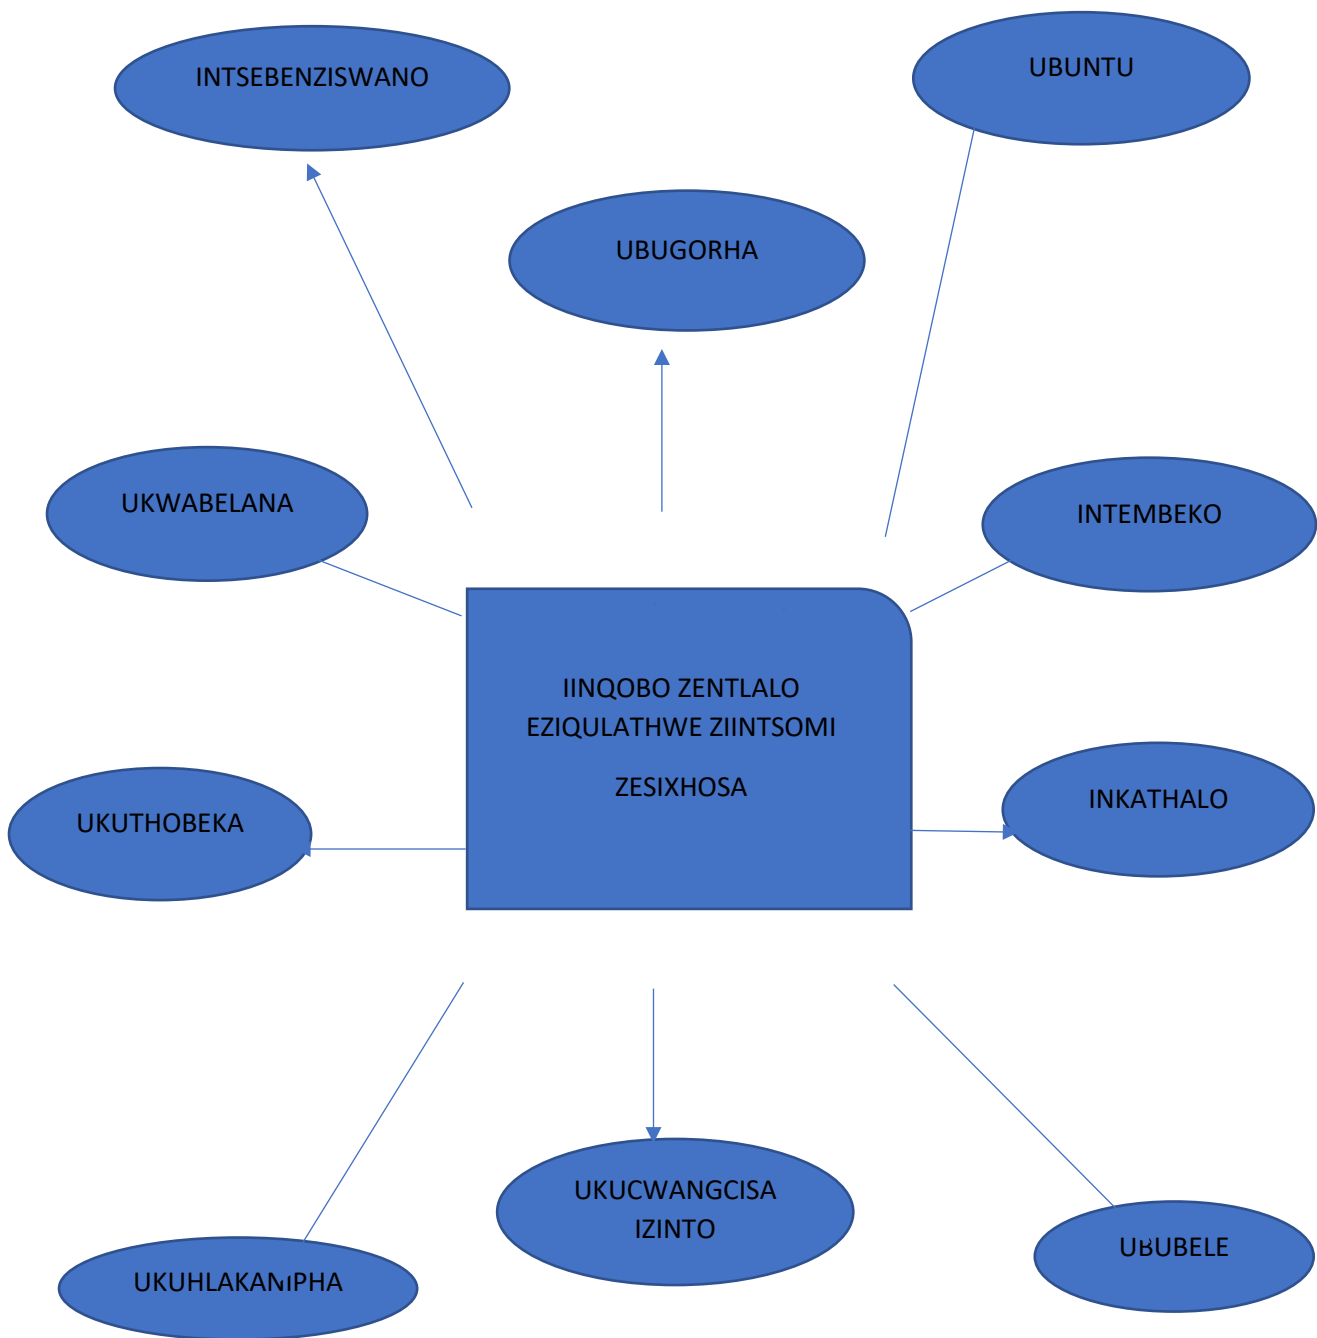 INTSEBENZISWANO
UBUNTU
UBUGORHA
UKWABELANA
INTEMBEKO
IINQOBO ZENTLALO
EZIQULATHWE ZIINTSOMI
ZESIXHOSA
INKATHALO
UKUTHOBEKA
UKUCWANGCISA
IZINTO
UBUBELE
UKUHLAKANIPHA